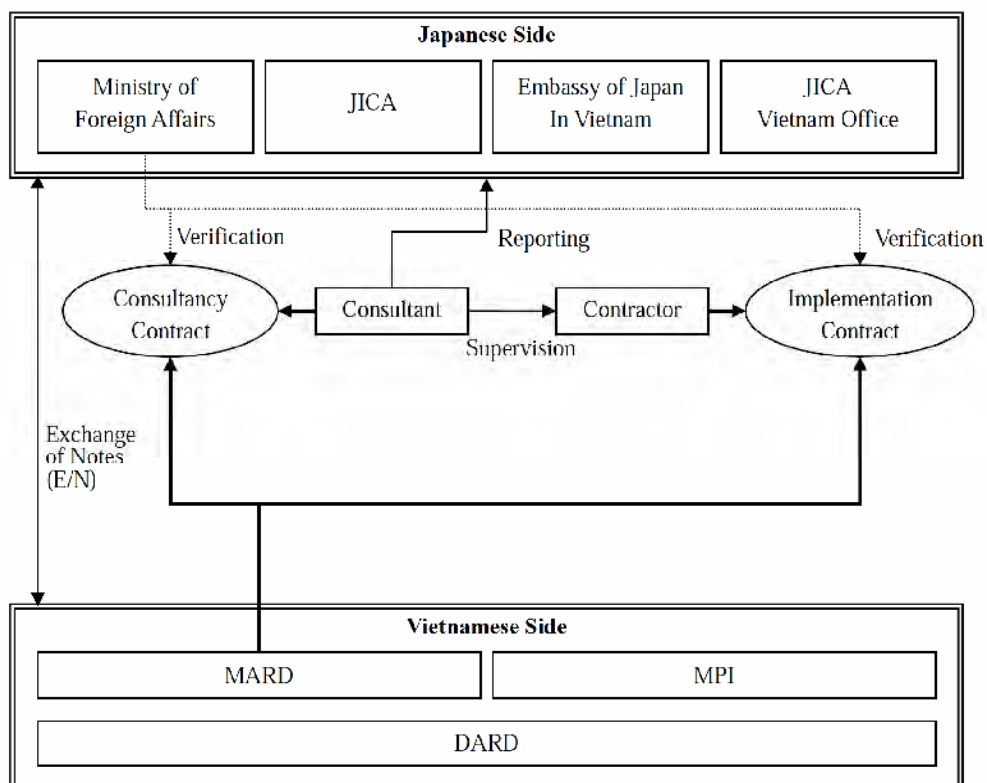 Japanese Side
Ministry of
Foreign Affairs
JICA
Embassy of Japan
In Vietnam
JICA
Vietnam Office
Verification
Reporting
Verification
Consultancy
Contract
Consultant
Supervision
Contractor
Implementation
Contract
Exchange
of Notes
(E/N)
Vietnamese Side
MARD
MPI
DARD